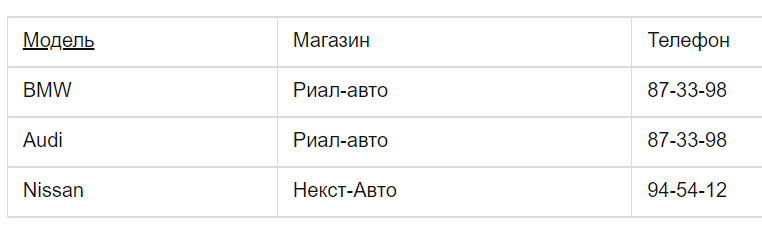 Модель Магазин Телефон
BMW Риал-авто 87-33-98
Audi Риал-авто 87-33-98
Nissan Некст-Авто 94-54-12